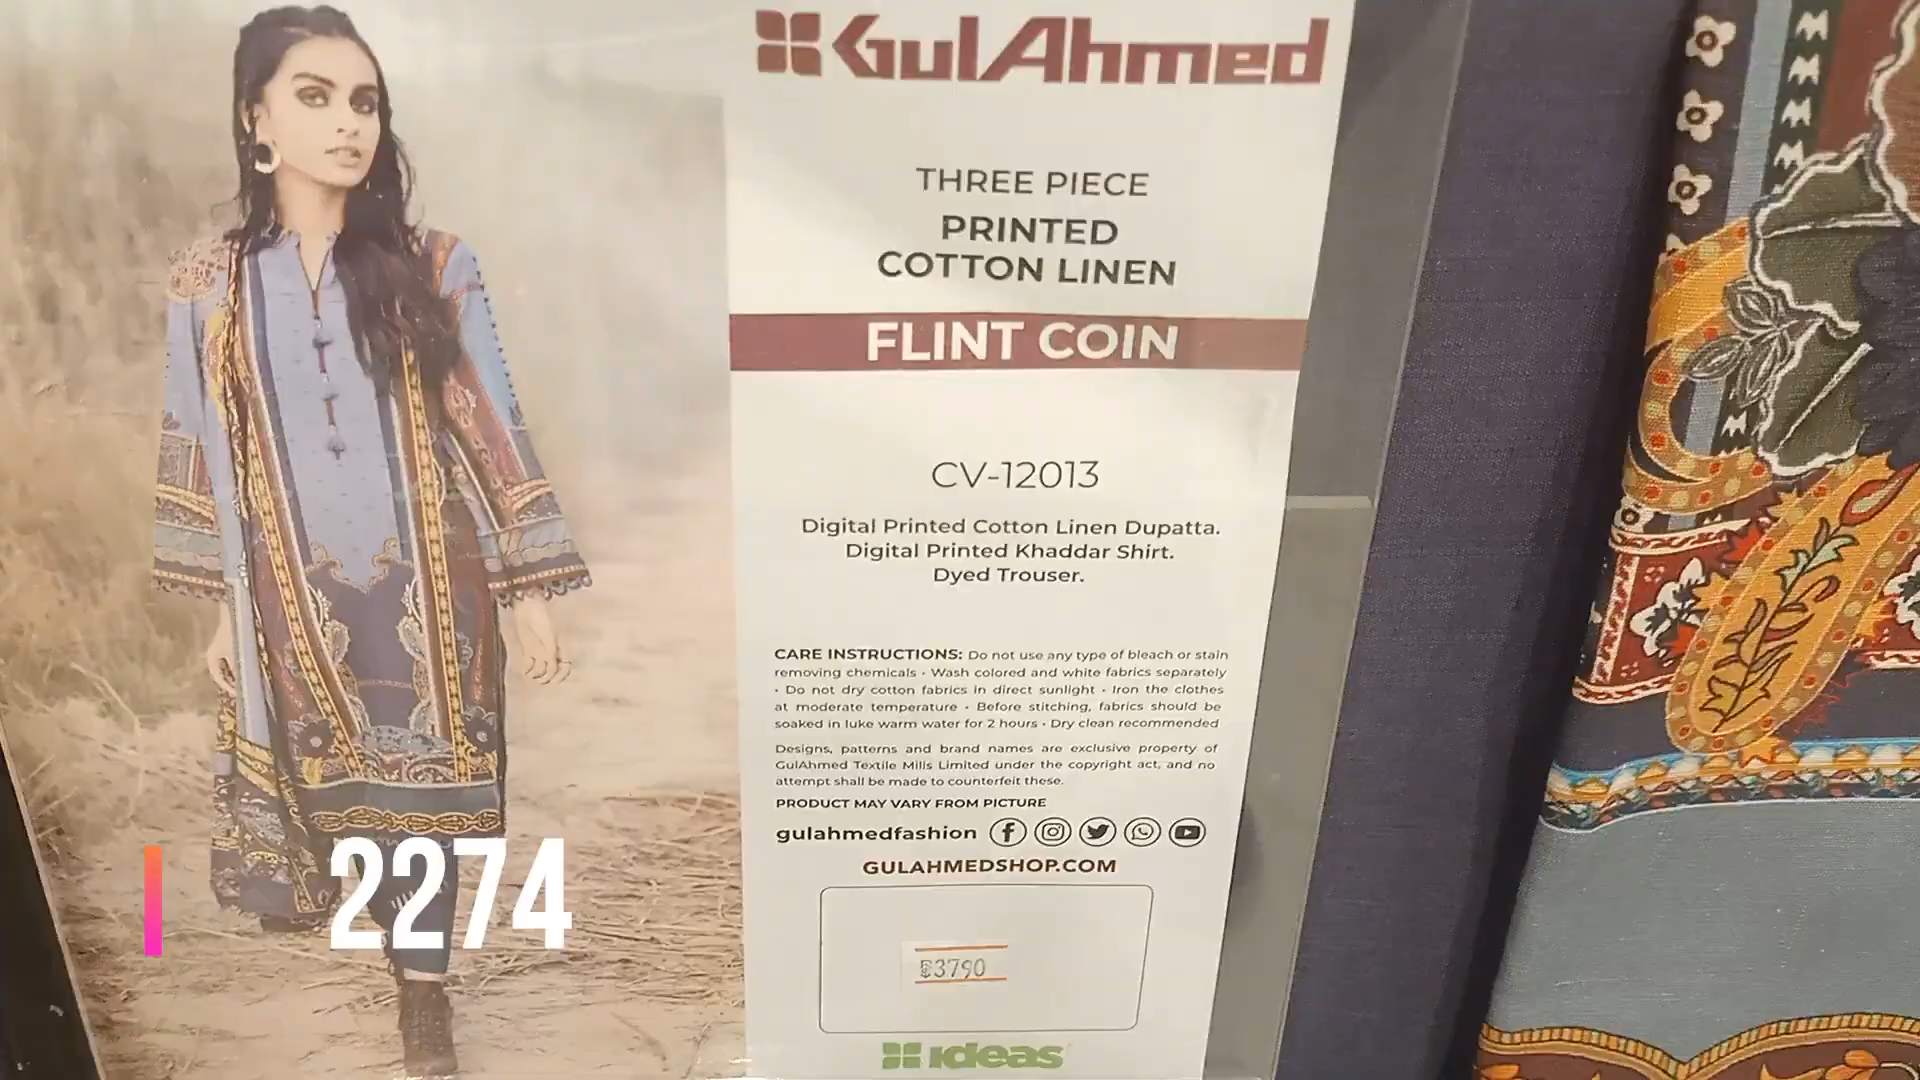 GulAhmed
THREE PIECE
PRINTED
COTTON LINEN
FLINT COIN
CV-12013
Digital Printed Cotton Linen Dupatta.
Digital Printed Khaddar Shirt.
Dyed Trouser.
CARE INSTRUCTIONS: Do not use any type of bleach or stain
removing chemicals • Wash colored and white fabrics separately
• Do not dry cotton fabrics in direct sunlight • Iron the clothes
at moderate temperature • Before stitching, fabrics should be
soaked in luke warm water for 2 hours • Dry clean recommended
Designs, patterns and brand names are exclusive property of
GulAhmed Textile Mills Limited under the copyright act, and no
attempt shall be made to counterfeit these.
PRODUCT MAY VARY FROM PICTURE
gulahmedfashion
GULAHMEDSHOP.COM
3790
ideas
2274